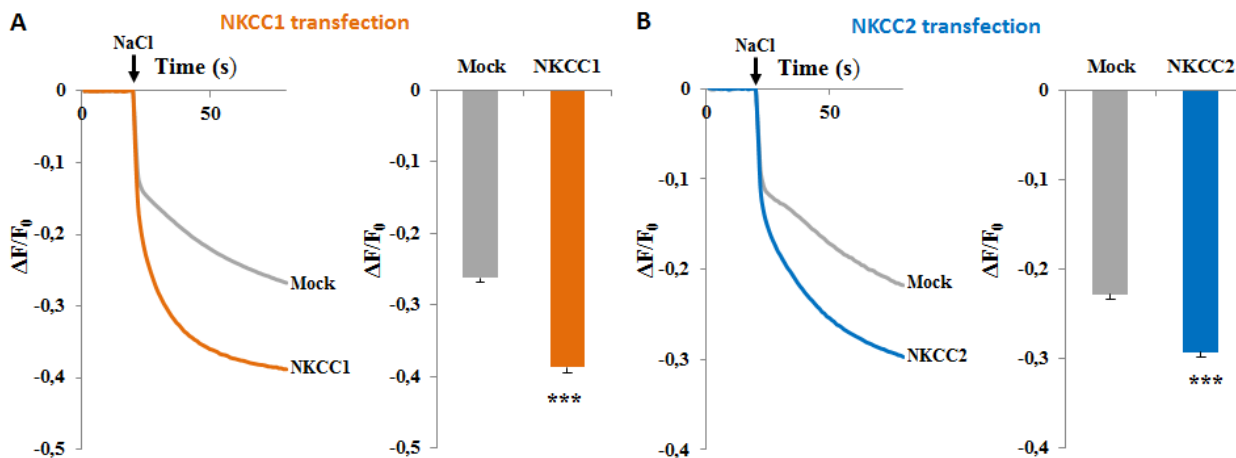 A
NKCC1 transfection
NaCl
Time (s)
0
0
50
-0,1
-0,2
-0,3
-0,4
-0,5
ΔF/F0
Mock
NKCC1
Mock NKCC1
0
-0,1
-0,2
-0,3
-0,4
-0,5
ΔF/F0
***
B
NKCC2 transfection
NaCl
Time (s)
0
0
50
-0,1
-0,2
-0,3
-0,4
ΔF/F0
Mock
NKCC2
Mock NKCC2
0
-0,1
-0,2
-0,3
-0,4
ΔF/F0
***